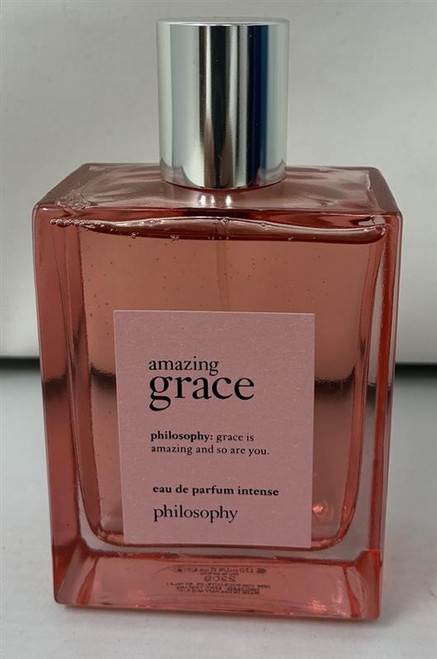 amazing
grace
philosophy: grace is
amazing and so are you.
eau de parfum intense
philosophy